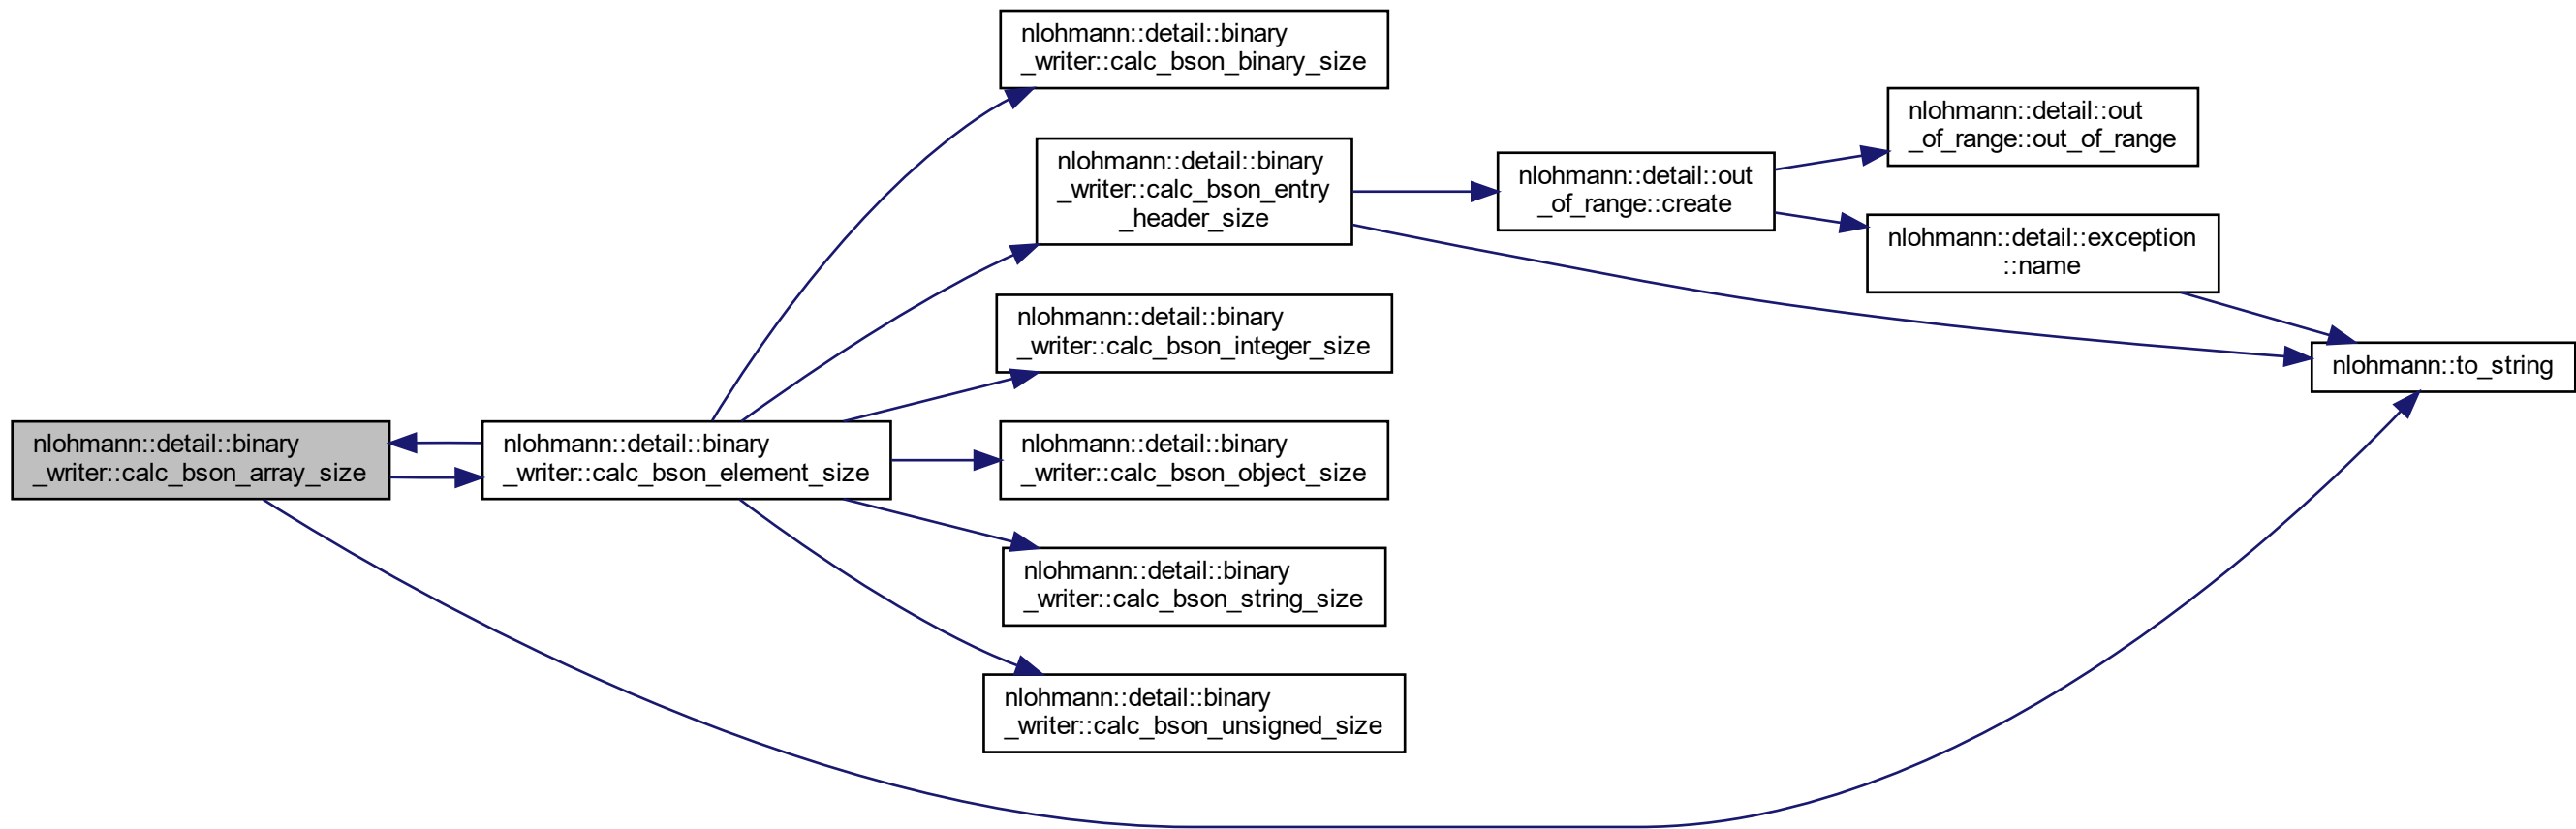 nlohmann::detail::binary
_writer::calc_bson_array_size
nlohmann::detail::binary
_writer::calc_bson_element_size
nlohmann::detail::binary
_writer::calc_bson_binary_size
nlohmann::detail::binary
_writer::calc_bson_entry
_header_size
nlohmann::detail::binary
_writer::calc_bson_integer_size
nlohmann::detail::binary
_writer::calc_bson_object_size
nlohmann::detail::binary
_writer::calc_bson_string_size
nlohmann::detail::binary
_writer::calc_bson_unsigned_size
nlohmann::detail::out
_of_range::create
nlohmann::detail::out
_of_range::out_of_range
nlohmann::detail::exception
::name
nlohmann::to_string